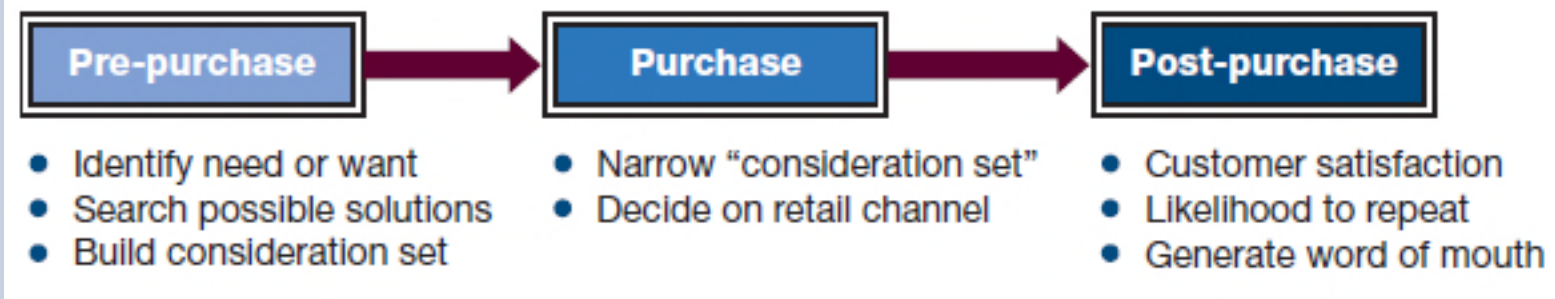 Pre-purchase
Purchase
Post-purchase
Identify need or want
Search possible solutions
Build consideration set
Narrow “consideration set”
Decide on retail channel
Customer satisfaction
Likelihood to repeat
Generate word of mouth